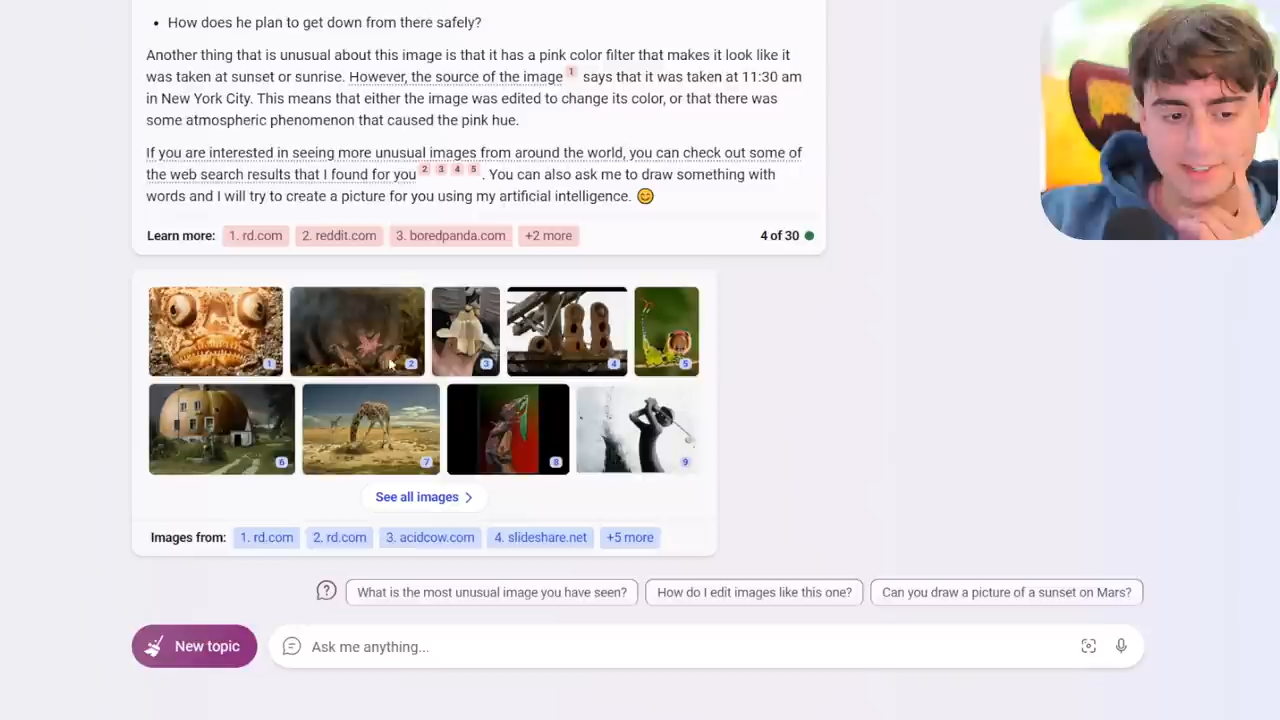 • How does he plan to get down from there safely?
Another thing that is unusual about this image is that it has a pink color filter that makes it look like it
was taken at sunset or sunrise. However, the source of the image 1 says that it was taken at 11:30 am
in New York City. This means that either the image was edited to change its color, or that there was
some atmospheric phenomenon that caused the pink hue.
If you are interested in seeing more unusual images from around the world, you can check out some of
the web search results that I found for you 2 3 4 5 . You can also ask me to draw something with
words and I will try to create a picture for you using my artificial intelligence. 😊
Learn more: 1. rd.com 2. reddit.com 3. boredpanda.com +2 more 4 of 30
1 2 3 4 5
6 7 8 9
See all images >
Images from: 1. rd.com 2. rd.com 3. acidcow.com 4. slideshare.net +5 more
What is the most unusual image you have seen? How do I edit images like this one? Can you draw a picture of a sunset on Mars?
New topic Ask me anything...